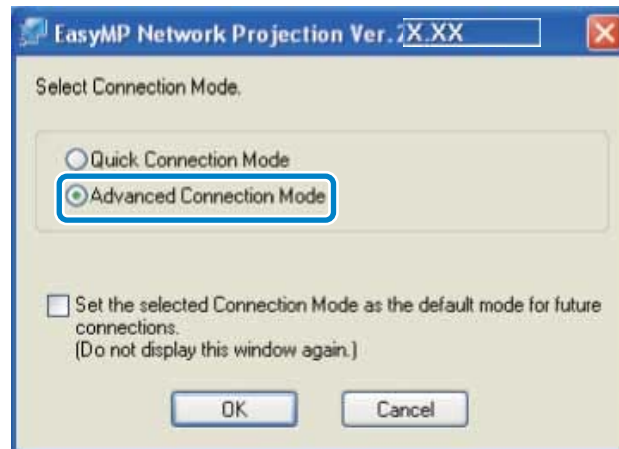 EasyMP Network Projection Ver. X.XX
Select Connection Mode.
Quick Connection Mode
Advanced Connection Mode
Set the selected Connection Mode as the default mode for future
connections.
(Do not display this window again.)
OK
Cancel